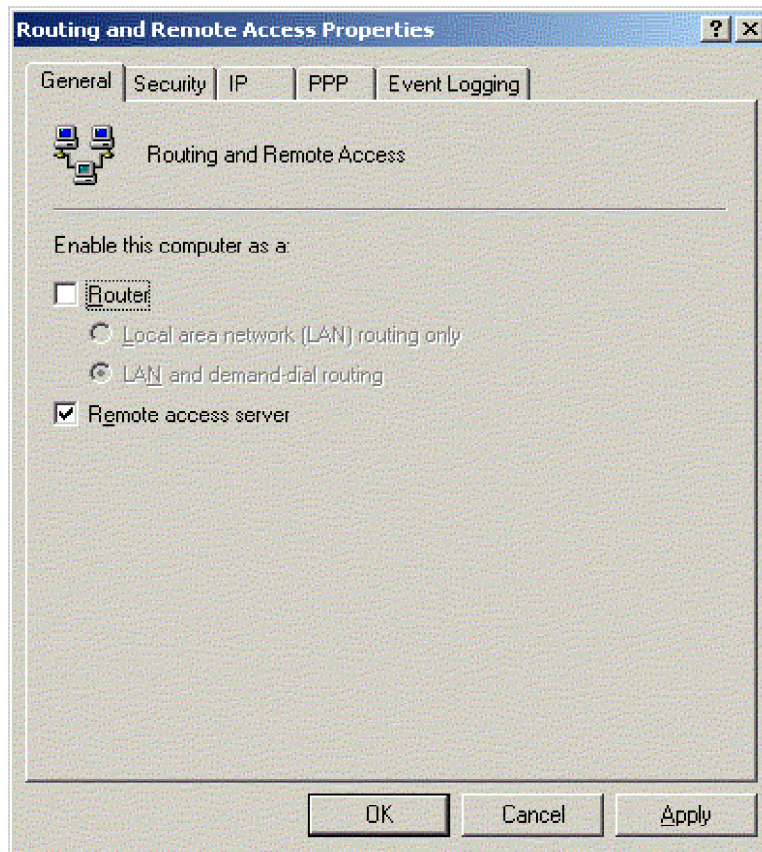 Routing and Remote Access Properties
General Security IP PPP Event Logging
Routing and Remote Access
Enable this computer as a:
Router
Local area network (LAN) routing only
LAN and demand-dial routing
Remote access server
OK Cancel Apply